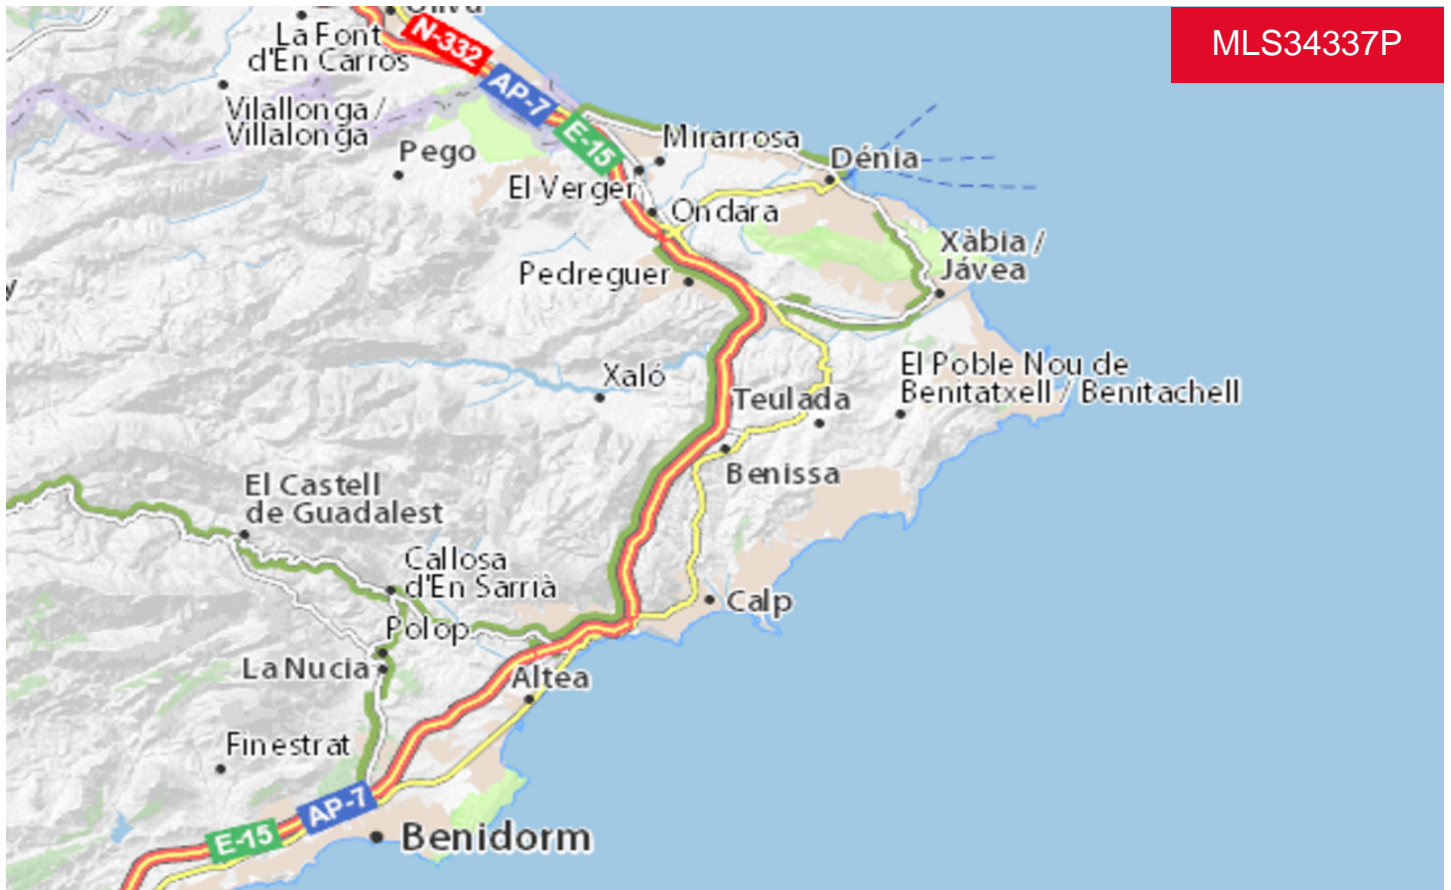 Oliva
MLS34337P
N-332
La Font
d'En Carròs
AP-7
Vilallonga /
Villalonga
E-15
Mirarrosa
Pego
Dénia
El Verger
Ondara
Xàbia /
Jávea
Pedreguer
y
El Poble Nou de
Benitatxell / Benitachell
Xaló
Teulada
Benissa
El Castell
de Guadalest
Callosa
d'En Sarrià
Calp
Polop
La Nucia
Altea
Finestrat
AP-7
E-15
Benidorm